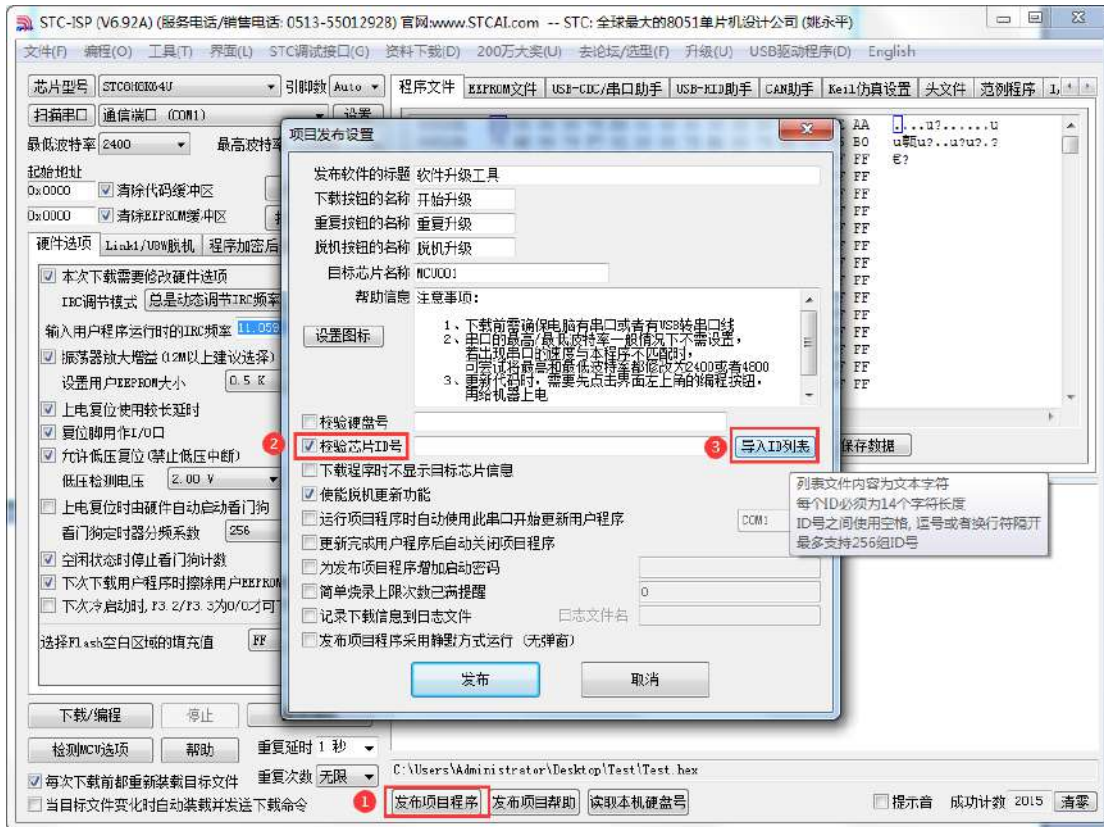 STC-ISP (V6.92A) (服务电话/销售电话: 0513-55012928) 官网:www.STCAI.com -- STC: 全球最大的8051单片机设计公司 (姚永平)
文件(F) 编程(O) 工具(T) 界面(L) STC调试接口(G) 资料下载(D) 200万大奖(U) 去论坛/选型(F) 升级(U) USB驱动程序(D) English
芯片型号 STC8H8K64U 引脚数 Auto 程序文件 EEPROM文件 USB-CDC/串口助手 USB-HID助手 CAN助手 Keil仿真设置 头文件 范例程序
扫描串口 通信端口 (COM1) 设置
最低波特率 2400 最高波特率
起始地址
0x0000 清除代码缓冲区
0x0000 清除EEPROM缓冲区
硬件选项 Link1/U8W脱机 程序加密后
本次下载需要修改硬件选项
IRC调节模式 总是动态调节IRC频率
输入用户程序运行时的IRC频率 11.059
振荡器放大增益(12M以上建议选择)
设置用户EEPROM大小 0.5 K
上电复位使用较长延时
复位脚用作I/O口
允许低压复位(禁止低压中断)
低压检测电压 2.00 V
上电复位时由硬件自动启动看门狗
看门狗定时器分频系数 256
空闲状态时停止看门狗计数
下次下载用户程序时擦除用户EEPROM
下次冷启动时, P3.2/P3.3为0/0才可下
选择Flash空白区域的填充值 FF
项目发布设置
发布软件的标题 软件升级工具
下载按钮的名称 开始升级
重复按钮的名称 重复升级
脱机按钮的名称 脱机升级
目标芯片名称 MCU001
帮助信息 注意事项:
设置图标
1、下载前需确保电脑有串口或者有USB转串口线
2、串口的最高/最低波特率一般情况下不需设置,
若出现串口的速度与本程序不匹配时,
可尝试将最高和最低波特率都修改为2400或者4800
3、更新代码时, 需要先点击界面左上角的编程按钮,
再给机器上电
校验硬盘号
2 校验芯片ID号 3 导入ID列表 保存数据
下载程序时不显示目标芯片信息
使能脱机更新功能
运行项目程序时自动使用此串口开始更新用户程序 COM1
更新完成用户程序后自动关闭项目程序
为发布项目程序增加启动密码
简单烧录上限次数已满提醒 0
记录下载信息到日志文件 日志文件名
发布项目程序采用静默方式运行 (无弹窗)
发布 取消
列表文件内容为文本字符
每个ID必须为14个字符长度
ID号之间使用空格, 逗号或者换行符隔开
最多支持256组ID号
AA ....u?......u
B0 u鄂u?..u?u?.?
FF €?
FF
FF
FF
FF
FF
FF
FF
FF
FF
FF
FF
FF
FF
下载/编程 停止
检测MCU选项 帮助 重复延时 1 秒
每次下载前都重新装载目标文件 重复次数 无限
当目标文件变化时自动装载并发送下载命令
C:\Users\Administrator\Desktop\Test\Test.hex
1 发布项目程序 发布项目帮助 读取本机硬盘号 提示音 成功计数 2015 清零